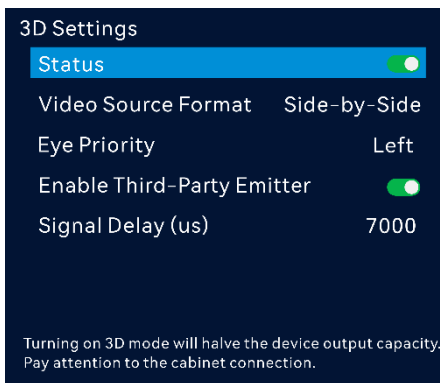 3D Settings
Status
Video Source Format Side-by-Side
Eye Priority Left
Enable Third-Party Emitter
Signal Delay (us) 7000
Turning on 3D mode will halve the device output capacity.
Pay attention to the cabinet connection.